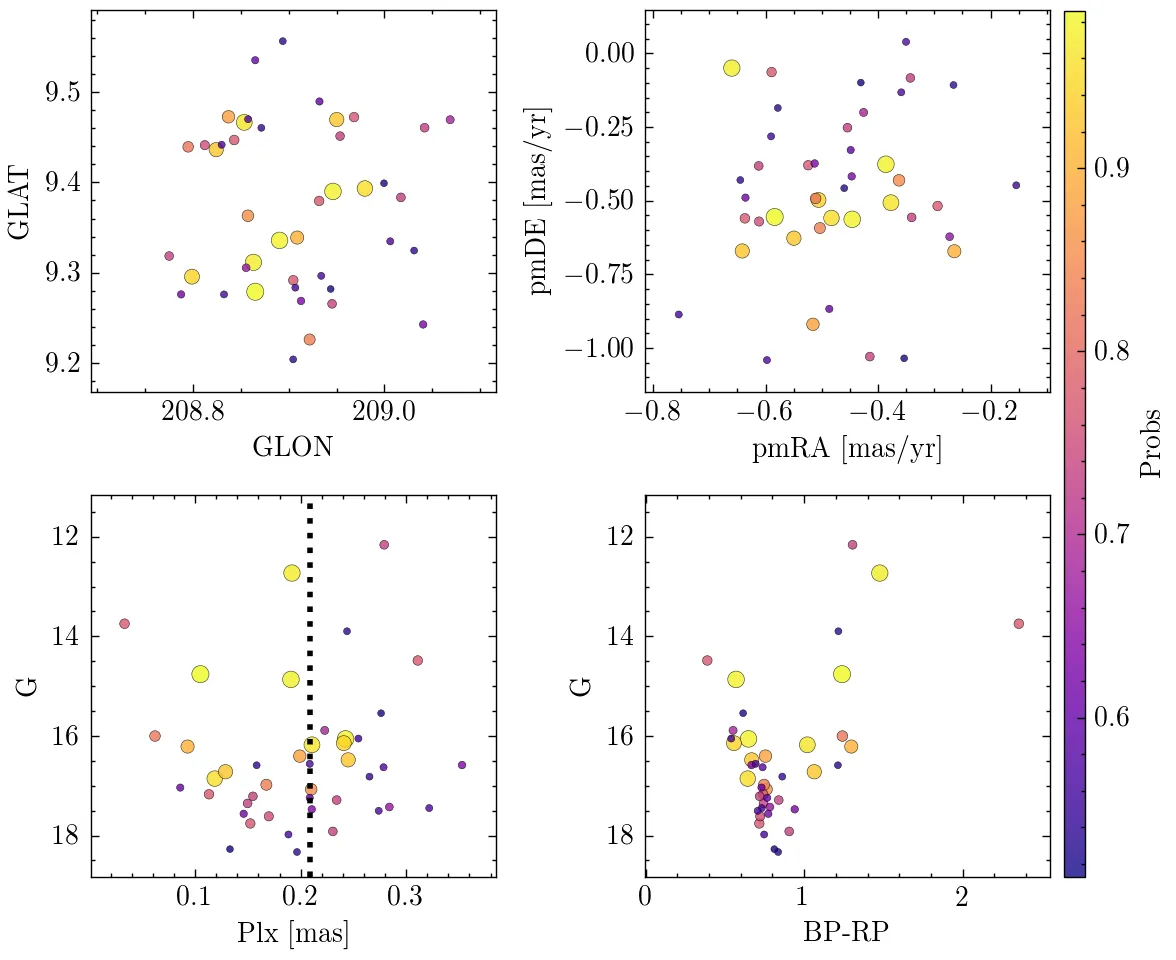 9.5
9.4
9.3
9.2
GLAT
208.8 209.0
GLON
0.00
−0.25
−0.50
−0.75
−1.00
pmDE [mas/yr]
−0.8 −0.6 −0.4 −0.2
pmRA [mas/yr]
12
14
16
18
G
0.1 0.2 0.3
Plx [mas]
12
14
16
18
G
0 1 2
BP-RP
0.9
0.8
0.7
0.6
Probs